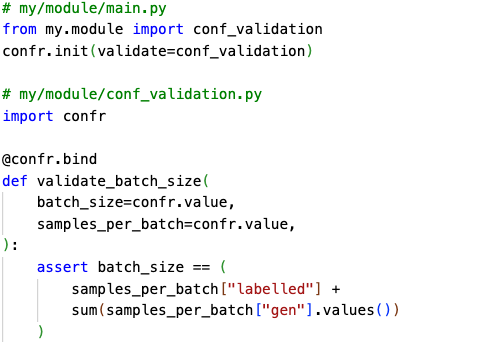 # my/module/main.py
from my.module import conf_validation
confr.init(validate=conf_validation)

# my/module/conf_validation.py
import confr

@confr.bind
def validate_batch_size(
    batch_size=confr.value,
    samples_per_batch=confr.value,
):
    assert batch_size == (
        samples_per_batch["labelled"] +
        sum(samples_per_batch["gen"].values())
    )